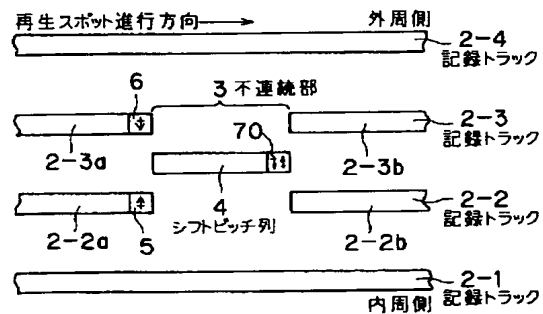 再生スポット進行方向 外周側
2-4
記録トラック
6 3 不連続部
2-3
記録トラック
2-3a 70 2-3b
4
シフトピッチ列
2-2
記録トラック
2-2a 5 2-2b
2-1
記録トラック
内周側